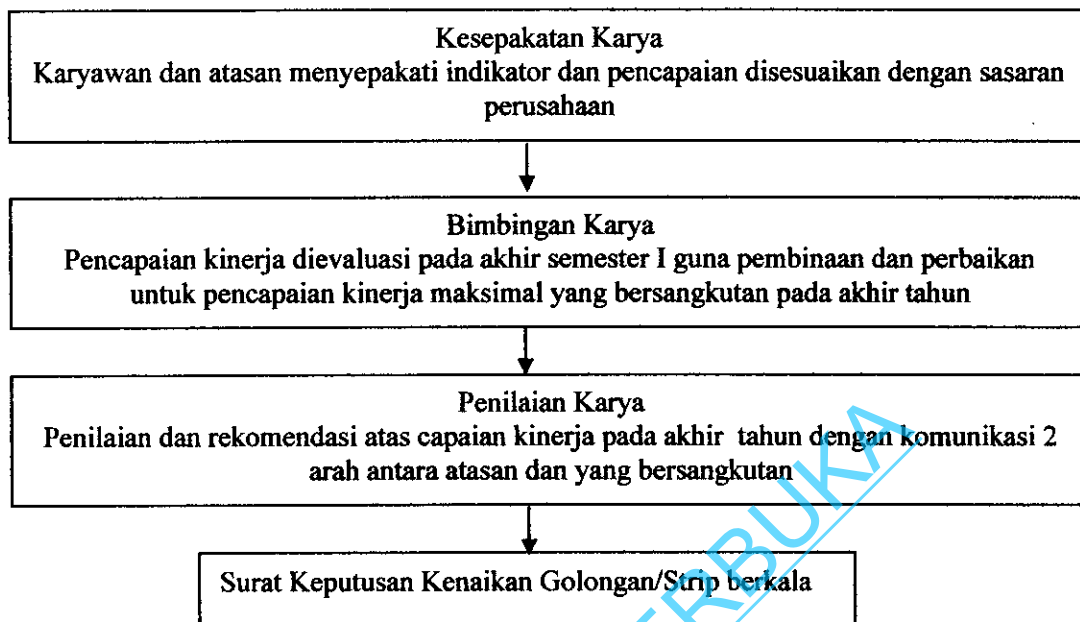 Kesepakatan Karya
Karyawan dan atasan menyepakati indikator dan pencapaian disesuaikan dengan sasaran
perusahaan
Bimbingan Karya
Pencapaian kinerja dievaluasi pada akhir semester I guna pembinaan dan perbaikan
untuk pencapaian kinerja maksimal yang bersangkutan pada akhir tahun
Penilaian Karya
Penilaian dan rekomendasi atas capaian kinerja pada akhir tahun dengan komunikasi 2
arah antara atasan dan yang bersangkutan
Surat Keputusan Kenaikan Golongan/Strip berkala
ERBUKA